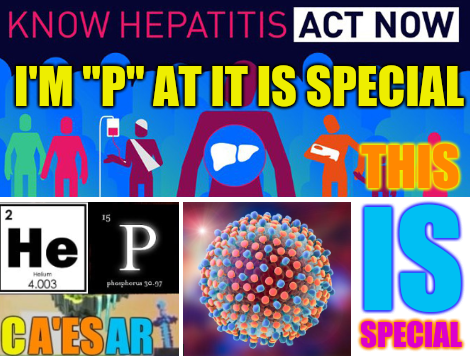 KNOW HEPATITIS ACT NOW
I'M "P" AT IT IS SPECIAL
THIS
IS
SPECIAL
2
He
Helium
4.003
15
P
phosphorus 30.97
CA'ESAR